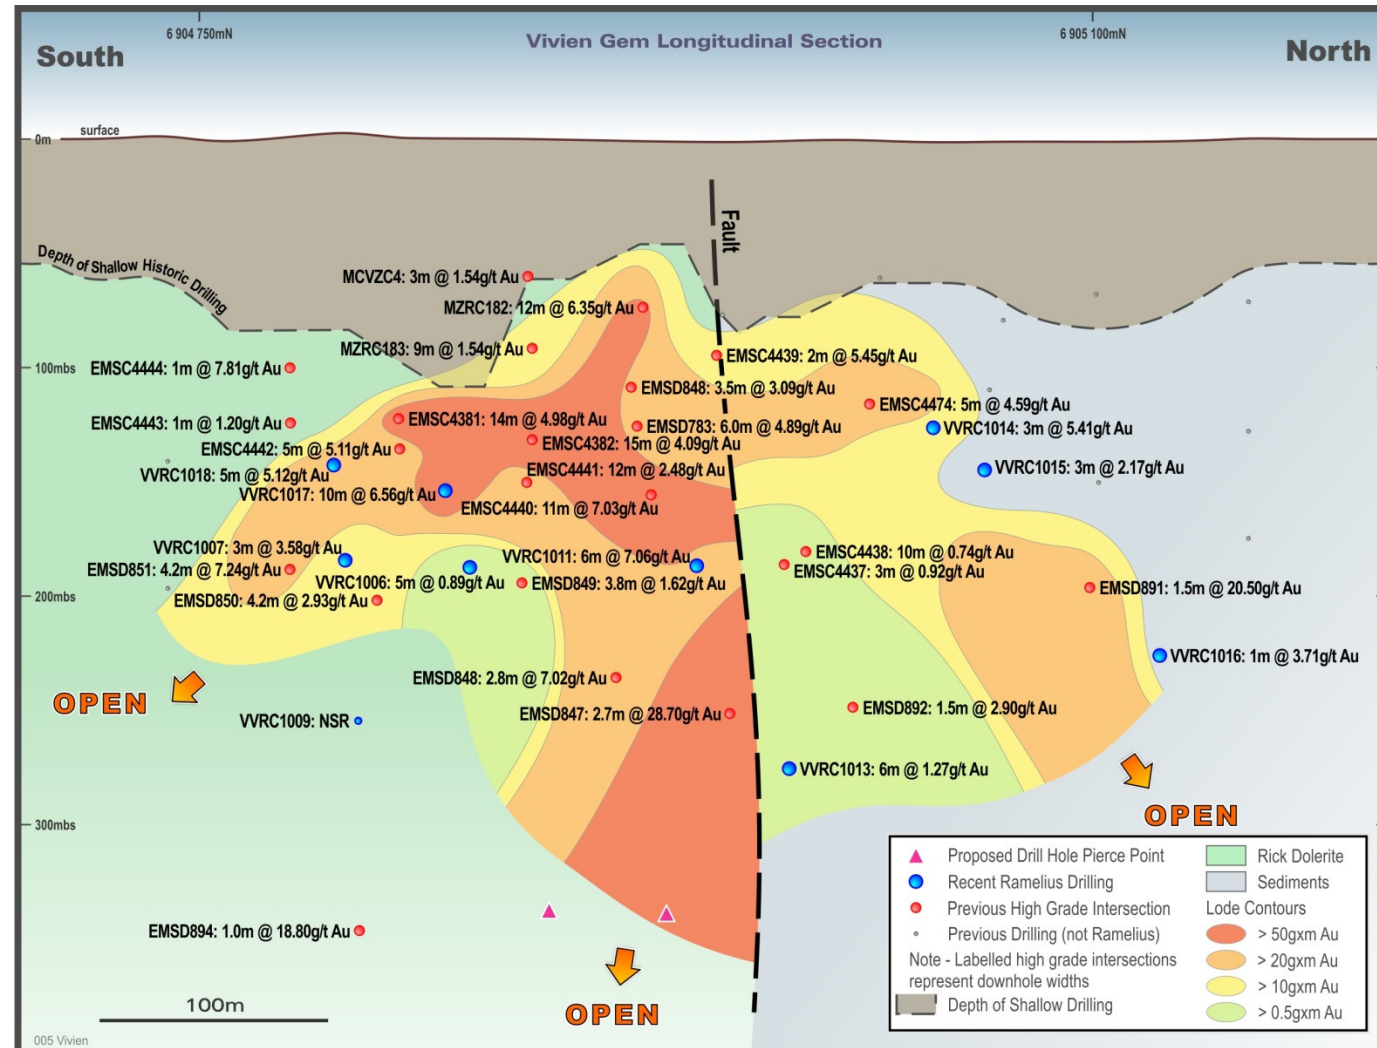 6 904 750mN
6 905 100mN
Vivien Gem Longitudinal Section
South
North
surface
0m
Fault
Depth of Shallow Historic Drilling
MCVZC4: 3m @ 1.54g/t Au
MZRC182: 12m @ 6.35g/t Au
MZRC183: 9m @ 1.54g/t Au
EMSC4439: 2m @ 5.45g/t Au
100mbs
EMSC4444: 1m @ 7.81g/t Au
EMSD848: 3.5m @ 3.09g/t Au
EMSC4474: 5m @ 4.59g/t Au
EMSC4443: 1m @ 1.20g/t Au
EMSC4381: 14m @ 4.98g/t Au
EMSD783: 6.0m @ 4.89g/t Au
VVRC1014: 3m @ 5.41g/t Au
EMSC4442: 5m @ 5.11g/t Au
EMSC4382: 15m @ 4.09g/t Au
VVRC1018: 5m @ 5.12g/t Au
EMSC4441: 12m @ 2.48g/t Au
VVRC1015: 3m @ 2.17g/t Au
VVRC1017: 10m @ 6.56g/t Au
EMSC4440: 11m @ 7.03g/t Au
VVRC1007: 3m @ 3.58g/t Au
VVRC1011: 6m @ 7.06g/t Au
EMSC4438: 10m @ 0.74g/t Au
EMSD851: 4.2m @ 7.24g/t Au
EMSC4437: 3m @ 0.92g/t Au
VVRC1006: 5m @ 0.89g/t Au
EMSD849: 3.8m @ 1.62g/t Au
EMSD891: 1.5m @ 20.50g/t Au
200mbs
EMSD850: 4.2m @ 2.93g/t Au
VVRC1016: 1m @ 3.71g/t Au
EMSD848: 2.8m @ 7.02g/t Au
OPEN
EMSD847: 2.7m @ 28.70g/t Au
EMSD892: 1.5m @ 2.90g/t Au
VVRC1009: NSR
VVRC1013: 6m @ 1.27g/t Au
OPEN
300mbs
EMSD894: 1.0m @ 18.80g/t Au
OPEN
100m
Proposed Drill Hole Pierce Point
Recent Ramelius Drilling
Previous High Grade Intersection
Previous Drilling (not Ramelius)
Note - Labelled high grade intersections
represent downhole widths
Depth of Shallow Drilling
Rick Dolerite
Sediments
Lode Contours
> 50gxm Au
> 20gxm Au
> 10gxm Au
> 0.5gxm Au
005 Vivien